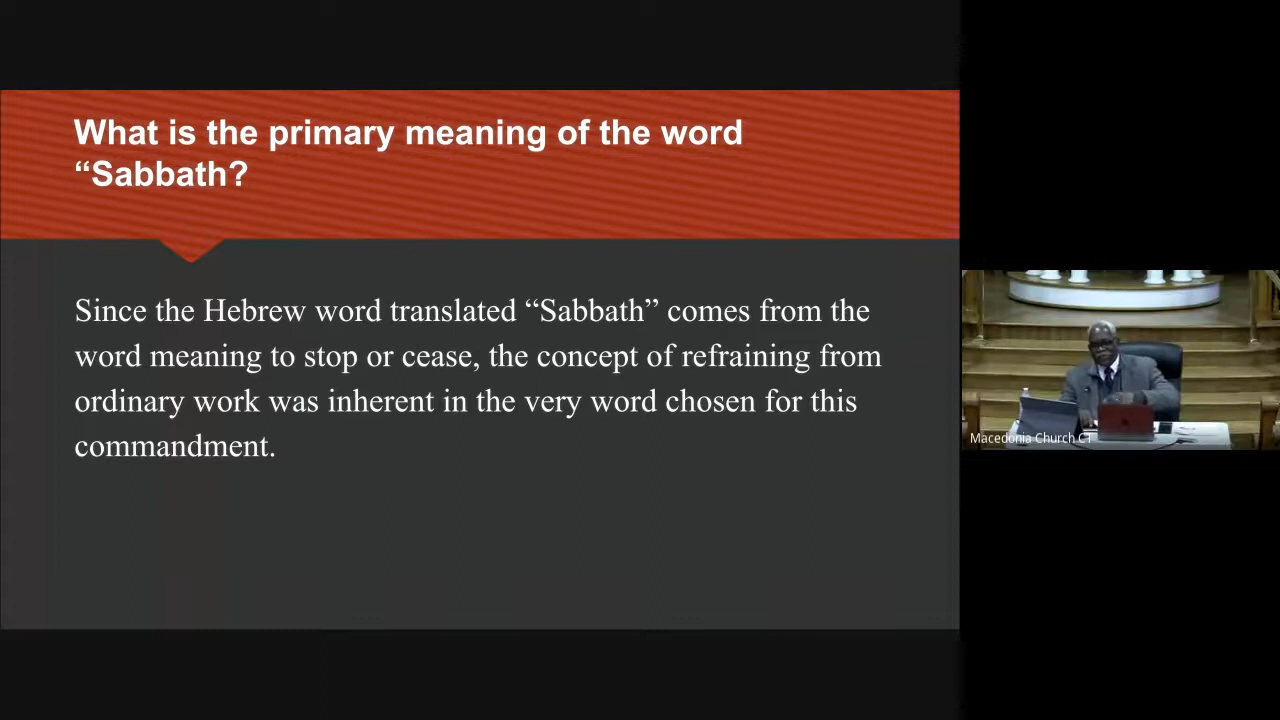 What is the primary meaning of the word
“Sabbath?
Since the Hebrew word translated “Sabbath” comes from the
word meaning to stop or cease, the concept of refraining from
ordinary work was inherent in the very word chosen for this
commandment.
Macedonia Church CT